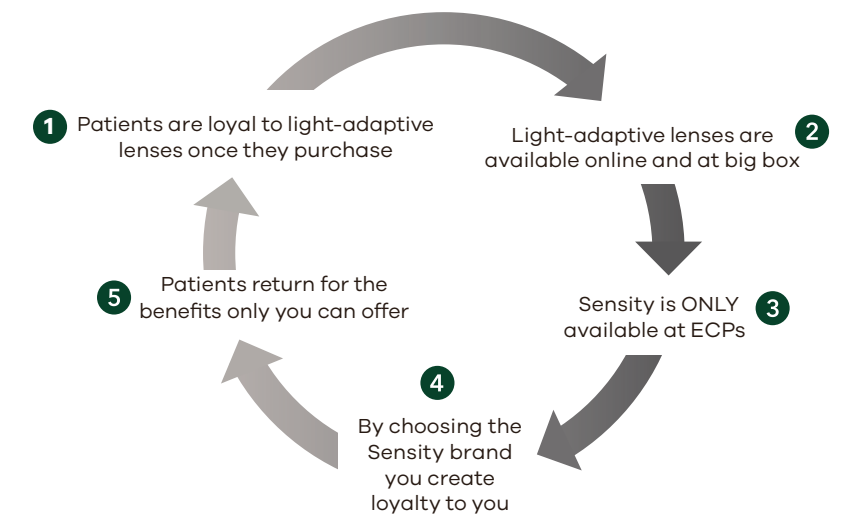 1
Patients are loyal to light-adaptive
lenses once they purchase
2
Light-adaptive lenses are
available online and at big box
3
Sensity is ONLY
available at ECPs
4
By choosing the
Sensity brand
you create
loyalty to you
5
Patients return for the
benefits only you can offer